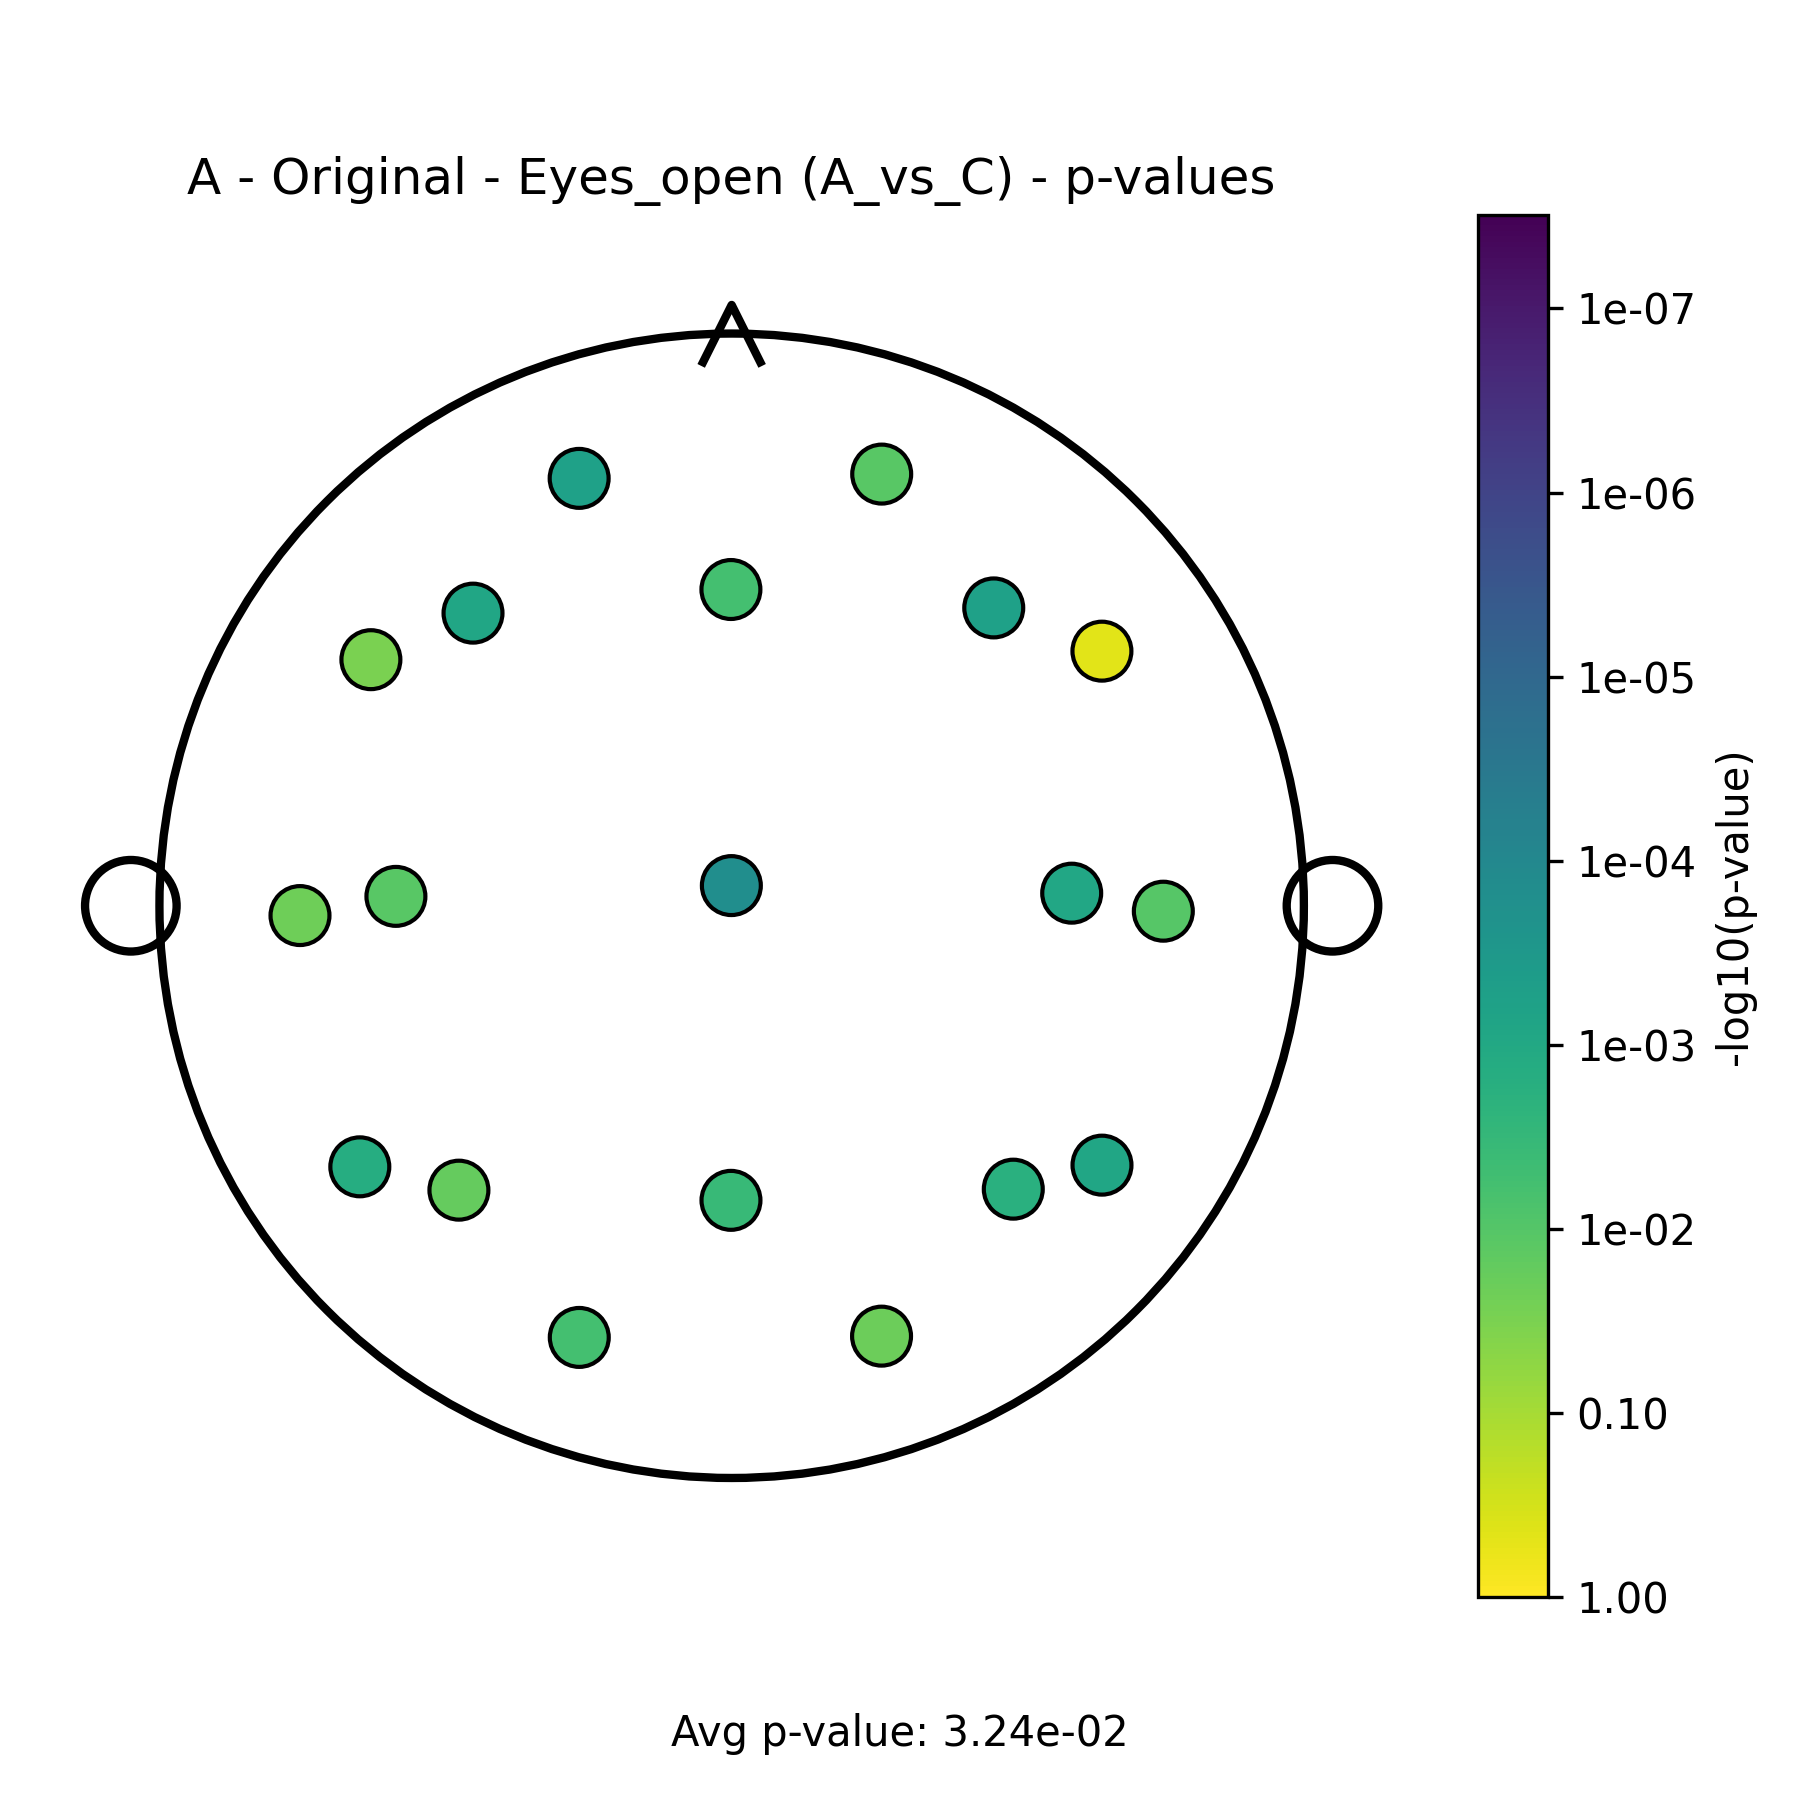 A - Original - Eyes_open (A_vs_C) - p-values
1e-07
1e-06
1e-05
1e-04
1e-03
1e-02
0.10
1.00
-log10(p-value)
Avg p-value: 3.24e-02